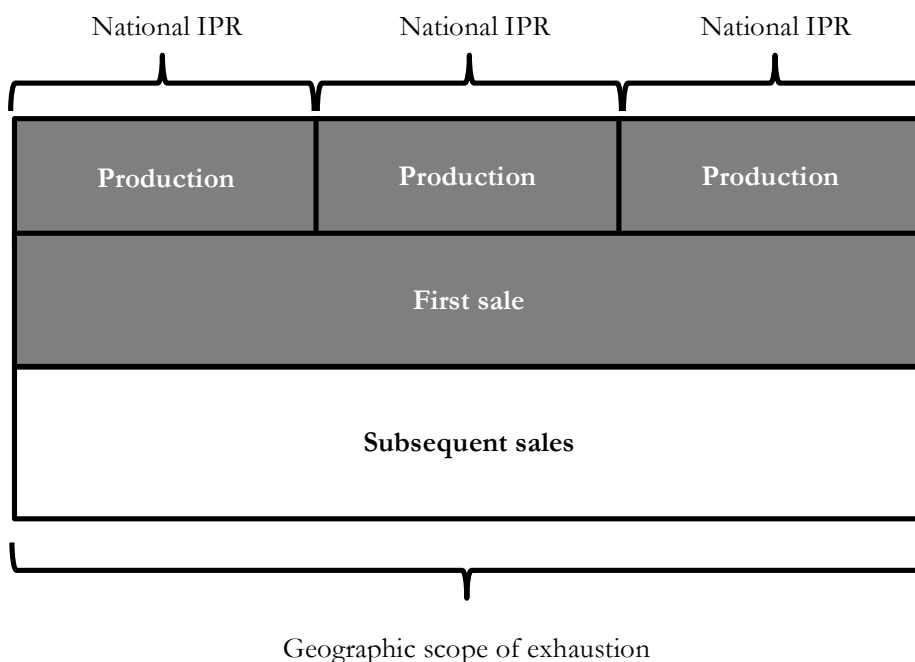 National IPR National IPR National IPR
Production Production Production
First sale
Subsequent sales
Geographic scope of exhaustion